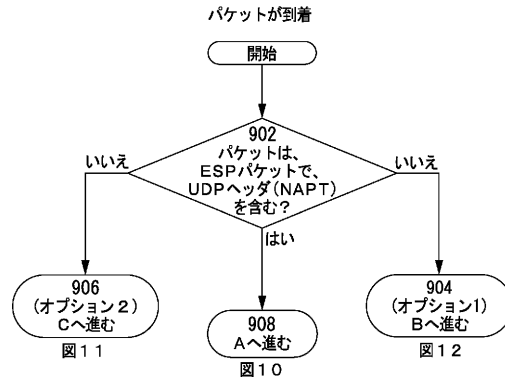 パケットが到着
開始
902
パケットは、
ESPパケットで、
UDPヘッダ(NAPT)
を含む？
いいえ
いいえ
はい
906
(オプション２)
Cへ進む
図１１
908
Aへ進む
図１０
904
(オプション1)
Bへ進む
図１２